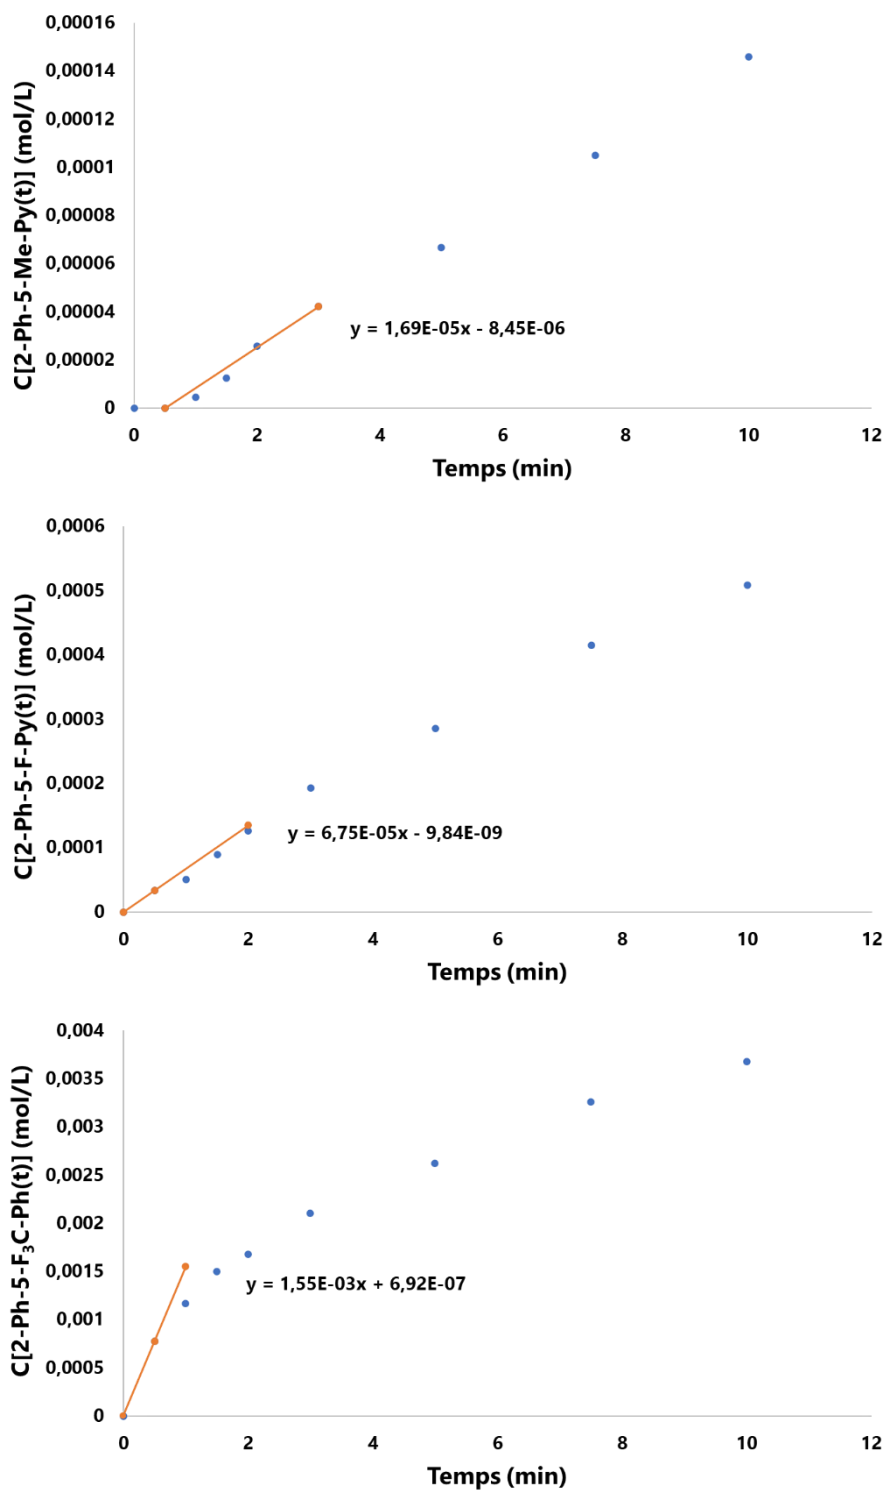 C[2-Ph-5-Me-Py(t)] (mol/L)
0,00016
0,00014
0,00012
0,0001
0,00008
0,00006
0,00004
0,00002
0
y = 1,69E-05x - 8,45E-06
0 2 4 6 8 10 12
Temps (min)
C[2-Ph-5-F-Py(t)] (mol/L)
0,0006
0,0005
0,0004
0,0003
0,0002
0,0001
0
y = 6,75E-05x - 9,84E-09
0 2 4 6 8 10 12
Temps (min)
C[2-Ph-5-F₃C-Ph(t)] (mol/L)
0,004
0,0035
0,003
0,0025
0,002
0,0015
0,001
0,0005
0
y = 1,55E-03x + 6,92E-07
0 2 4 6 8 10 12
Temps (min)